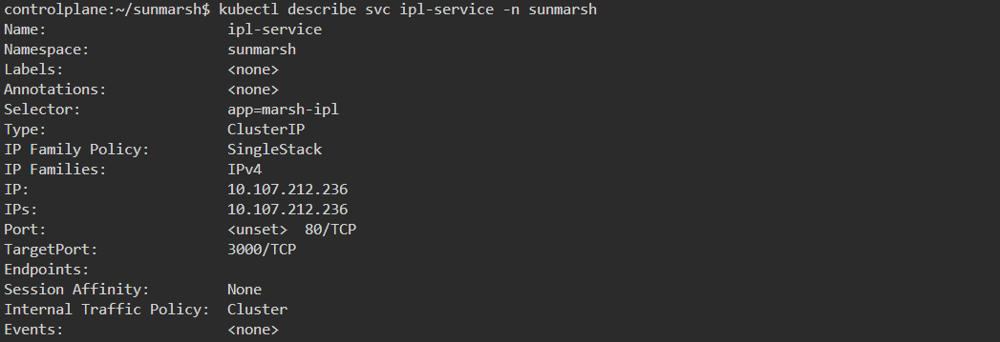 controlplane:~/sunmarsh$ kubectl describe svc ipl-service -n sunmarsh
Name:                     ipl-service
Namespace:                sunmarsh
Labels:                   <none>
Annotations:              <none>
Selector:                 app=marsh-ipl
Type:                     ClusterIP
IP Family Policy:         SingleStack
IP Families:              IPv4
IP:                       10.107.212.236
IPs:                      10.107.212.236
Port:                     <unset>  80/TCP
TargetPort:               3000/TCP
Endpoints:
Session Affinity:         None
Internal Traffic Policy:  Cluster
Events:                   <none>